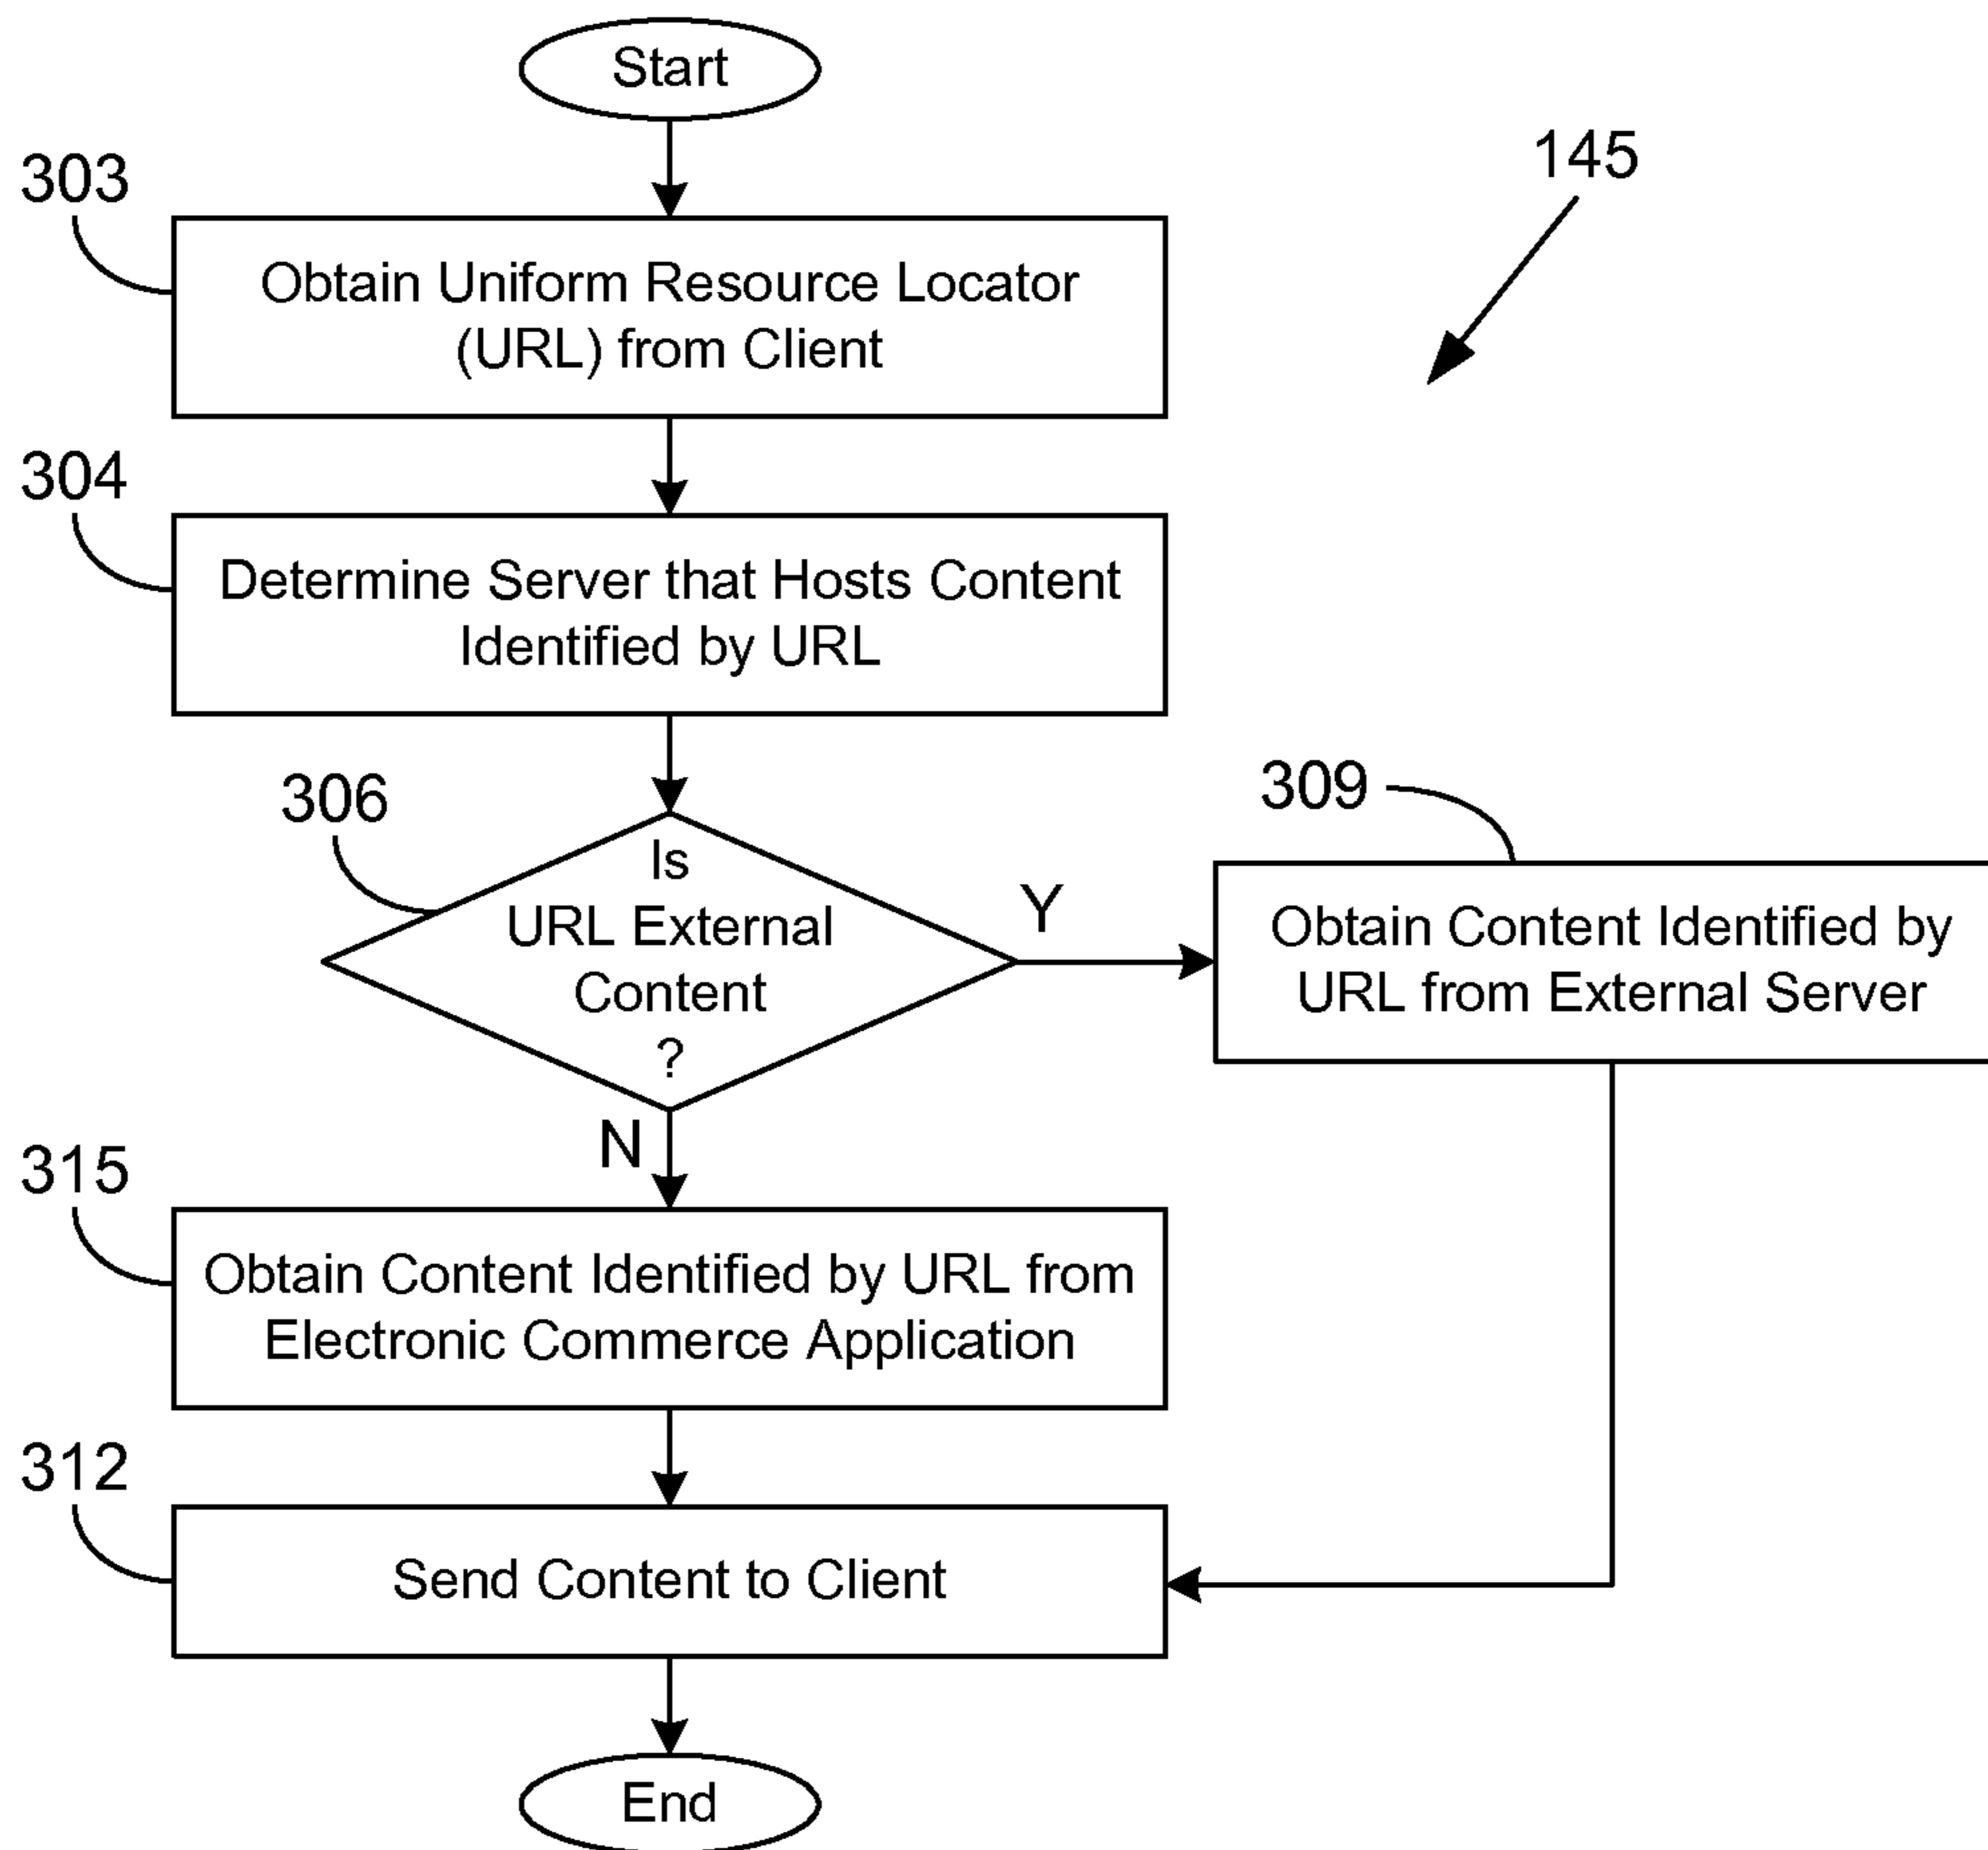 Start
145
303
Obtain Uniform Resource Locator
(URL) from Client
304
Determine Server that Hosts Content
Identified by URL
306
Is
URL External
Content
?
Y
309
Obtain Content Identified by
URL from External Server
N
315
Obtain Content Identified by URL from
Electronic Commerce Application
312
Send Content to Client
End